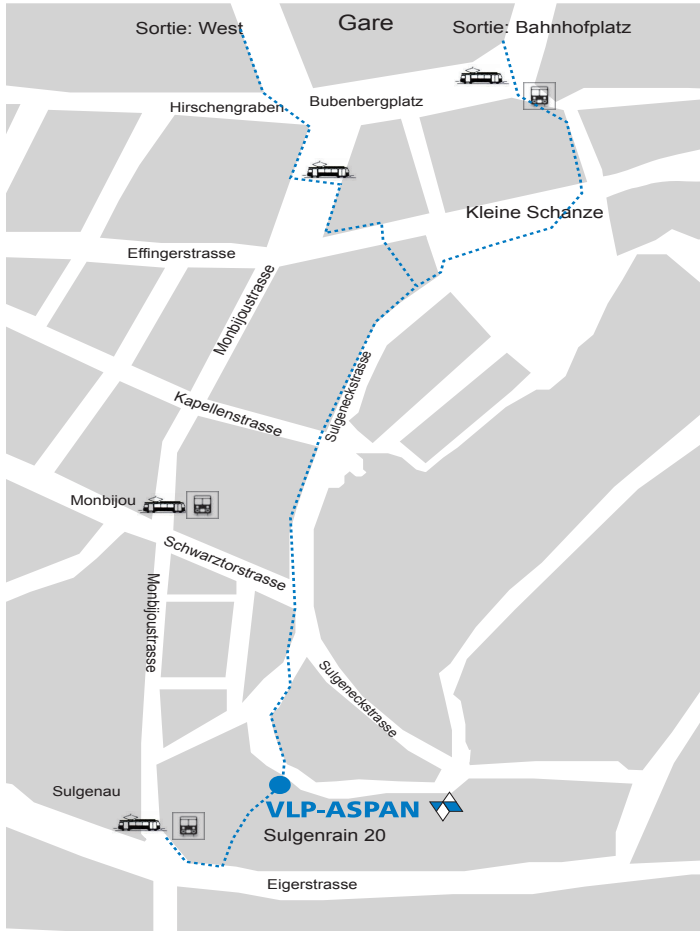 Sortie: West
Gare
Sortie: Bahnhofplatz
Hirschengraben
Bubenbergplatz
Kleine Schanze
Effingerstrasse
Monbijoustrasse
Sulgeneckstrasse
Kapellenstrasse
Monbijou
Schwarztorstrasse
Monbijoustrasse
Sulgeneckstrasse
Sulgenau
VLP-ASPAN
Sulgenrain 20
Eigerstrasse